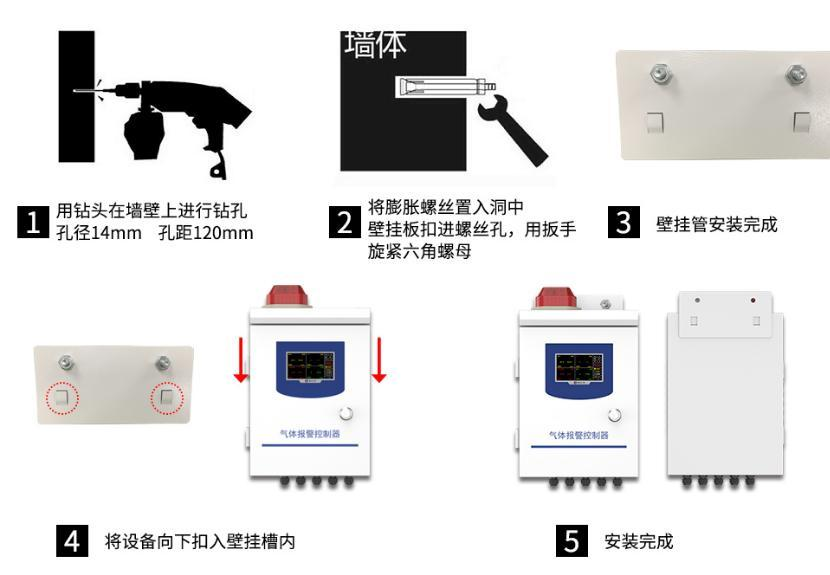 墙体
1 用钻头在墙壁上进行钻孔
孔径14mm 孔距120mm
2 将膨胀螺丝置入洞中
壁挂板扣进螺丝孔，用扳手
旋紧六角螺母
3 壁挂管安装完成
气体报警控制器
气体报警控制器
4 将设备向下扣入壁挂槽内
5 安装完成